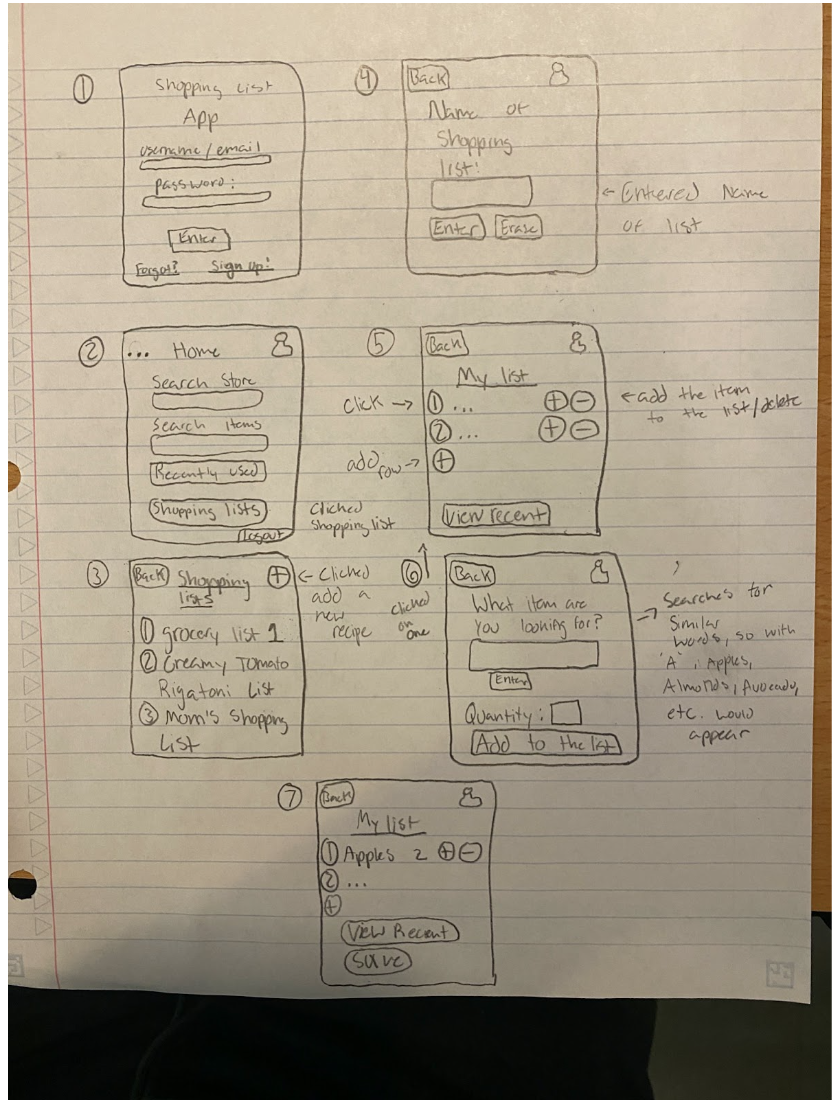 ①
Shopping List
App
username/email
password:
Enter
Forgot? Sign up!
②
... Home
Search Store
Search items
Recently used
Shopping lists
Logout
Clicked
Shopping list
③
Back Shopping +
lists
← Clicked
add a
new
recipe
① grocery list 1
② Creamy Tomato
Rigatoni List
③ Mom's Shopping
List
④
Back
Name of
Shopping
list:
Enter Erase
← Entered Name
of list
⑤
Back
My list
click → ① ... + -
② ... + -
add row → +
View recent
← add the item
to the list/delete
⑥
↑
clicked
on
one
Back
What item are
you looking for?
Enter
Quantity:
Add to the list
→ Searches for
Similar
words, so with
'A', Apples,
Almonds, Avocado,
etc. would
appear
⑦
Back
My list
① Apples 2 + -
② ...
+
View Recent
save